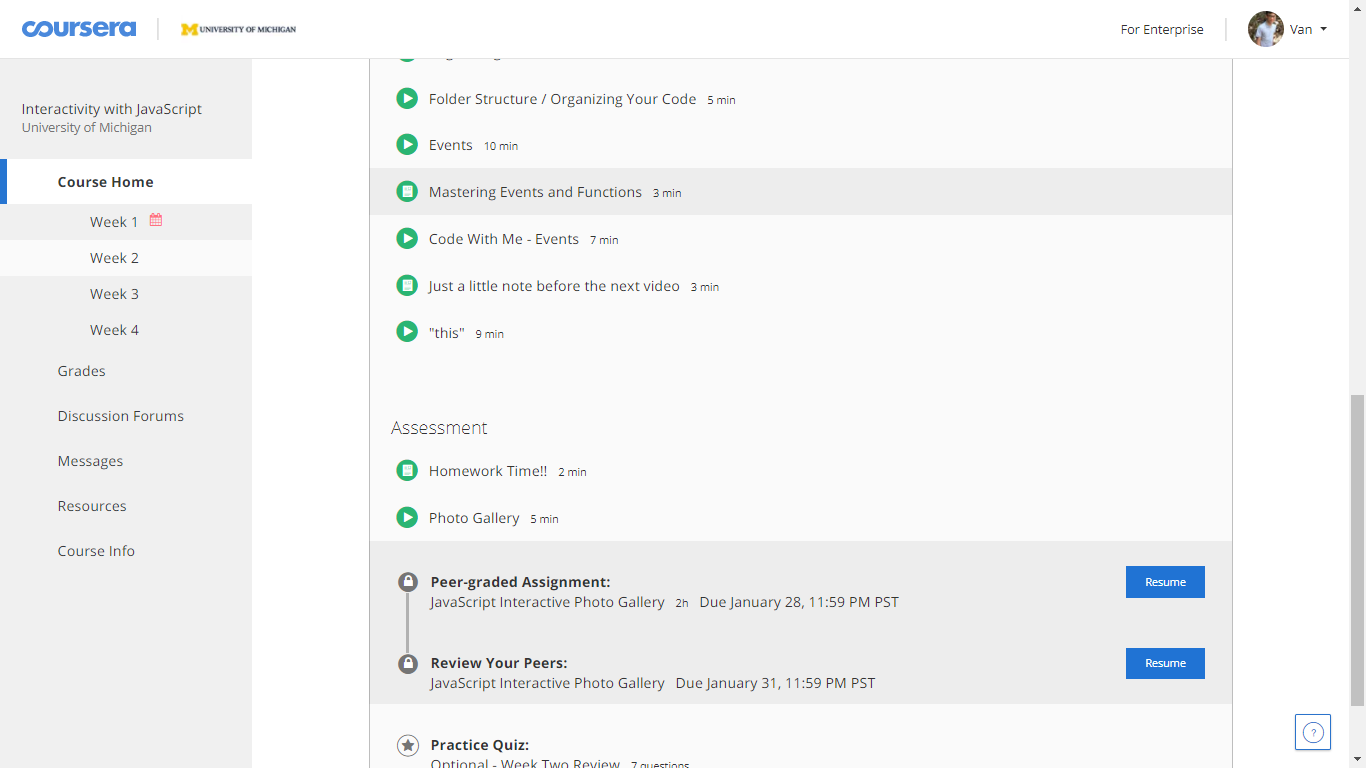 coursera
M UNIVERSITY OF MICHIGAN
For Enterprise
Van
Interactivity with JavaScript
University of Michigan
Course Home
Week 1
Week 2
Week 3
Week 4
Grades
Discussion Forums
Messages
Resources
Course Info
Folder Structure / Organizing Your Code 5 min
Events 10 min
Mastering Events and Functions 3 min
Code With Me - Events 7 min
Just a little note before the next video 3 min
"this" 9 min
Assessment
Homework Time!! 2 min
Photo Gallery 5 min
Peer-graded Assignment:
JavaScript Interactive Photo Gallery 2h Due January 28, 11:59 PM PST
Resume
Review Your Peers:
JavaScript Interactive Photo Gallery Due January 31, 11:59 PM PST
Resume
Practice Quiz:
Optional - Week Two Review 7 questions
?